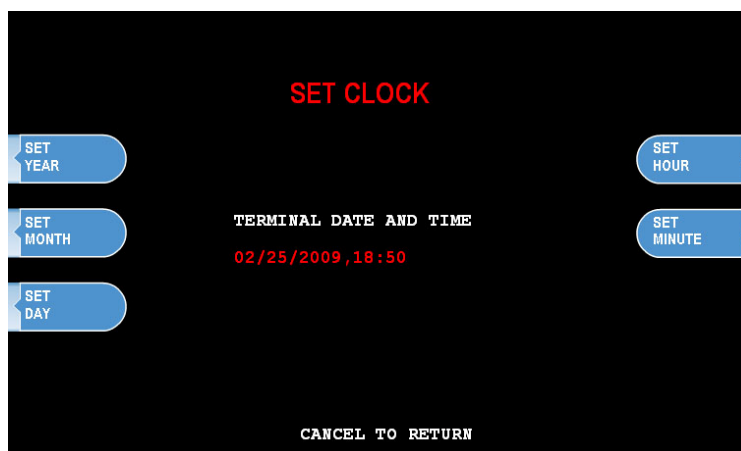 SET CLOCK
SET
YEAR
SET
HOUR
TERMINAL DATE AND TIME
SET
MONTH
SET
MINUTE
02/25/2009,18:50
SET
DAY
CANCEL TO RETURN